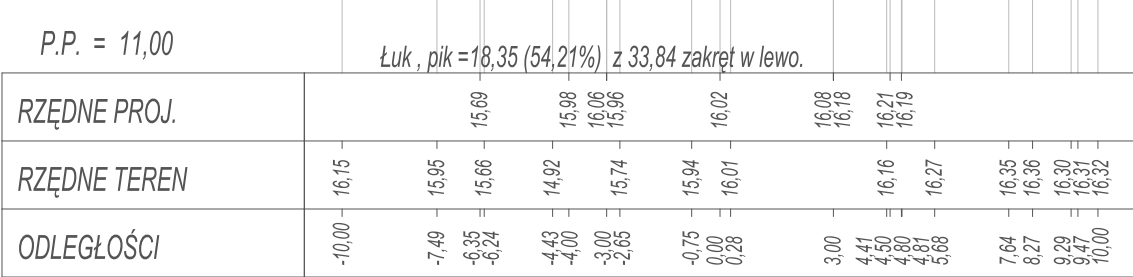 P.P. = 11,00
Łuk , pik =18,35 (54,21%) z 33,84 zakręt w lewo.
RZĘDNE PROJ. 15,69 15,98 16,06 15,96 16,02 16,08 16,18 16,21 16,19
RZĘDNE TEREN 16,15 15,95 15,66 14,92 15,74 15,94 16,01 16,16 16,27 16,35 16,36 16,30 16,31 16,32
ODLEGŁOŚCI -10,00 -7,49 -6,35 -6,24 -4,43 -4,00 -3,00 -2,65 -0,75 0,00 0,28 3,00 4,41 4,50 4,80 4,81 5,68 7,64 8,27 9,29 9,47 10,00